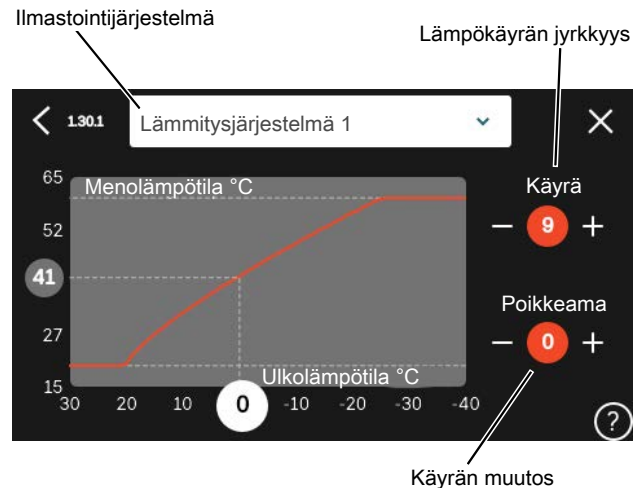 Ilmastointijärjestelmä
Lämpökäyrän jyrkkyys
1.30.1 Lämmitysjärjestelmä 1
65
Menolämpötila °C
Käyrä
52
9
41
Poikkeama
27
0
Ulkolämpötila °C
15
30 20 10 0 -10 -20 -30 -40
?
Käyrän muutos